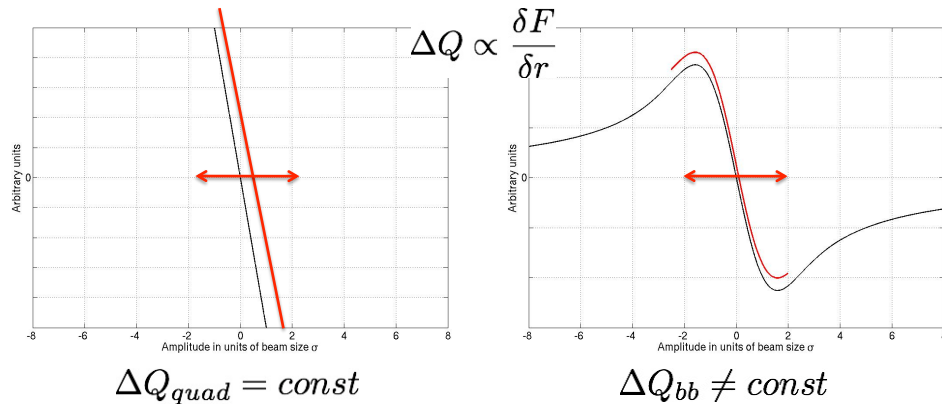 ΔQ ∝ δF/δr
Arbitrary units
0
-8 -6 -4 -2 0 2 4 6 8
Amplitude in units of beam size σ
ΔQ_quad = const
Arbitrary units
0
-8 -6 -4 -2 0 2 4 6 8
Amplitude in units of beam size σ
ΔQ_bb ≠ const